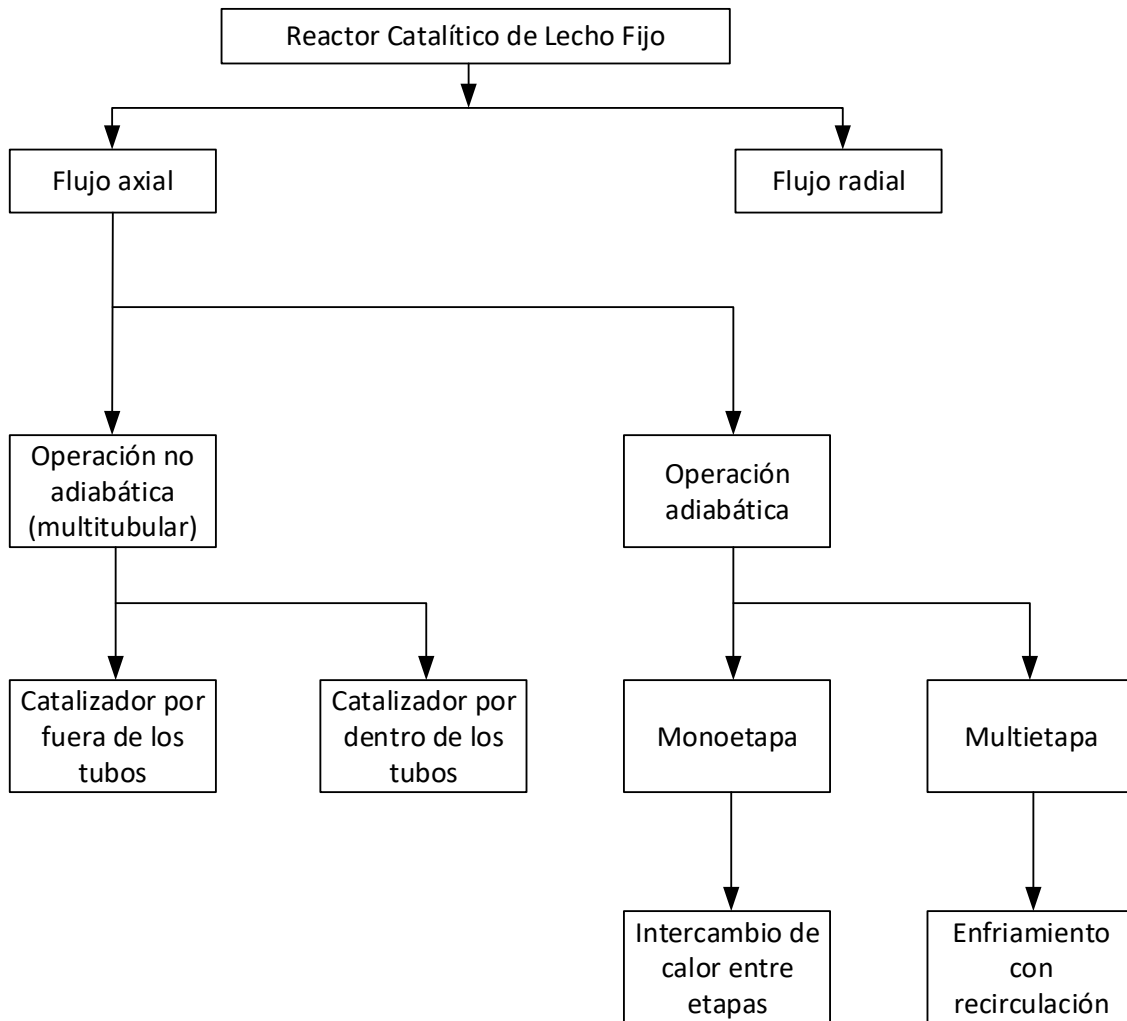 Reactor Catalítico de Lecho Fijo
Flujo axial
Flujo radial
Operación no
adiabática
(multitubular)
Operación
adiabática
Catalizador por
fuera de los
tubos
Catalizador por
dentro de los
tubos
Monoetapa
Multietapa
Intercambio de
calor entre
etapas
Enfriamiento
con
recirculación